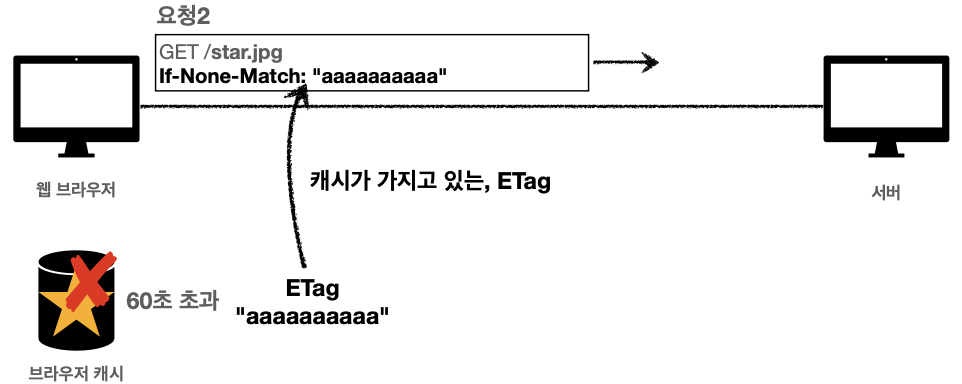 요청2
GET /star.jpg
If-None-Match: "aaaaaaaaaa"
웹 브라우저
서버
캐시가 가지고 있는, ETag
60초 초과
ETag
"aaaaaaaaaa"
브라우저 캐시